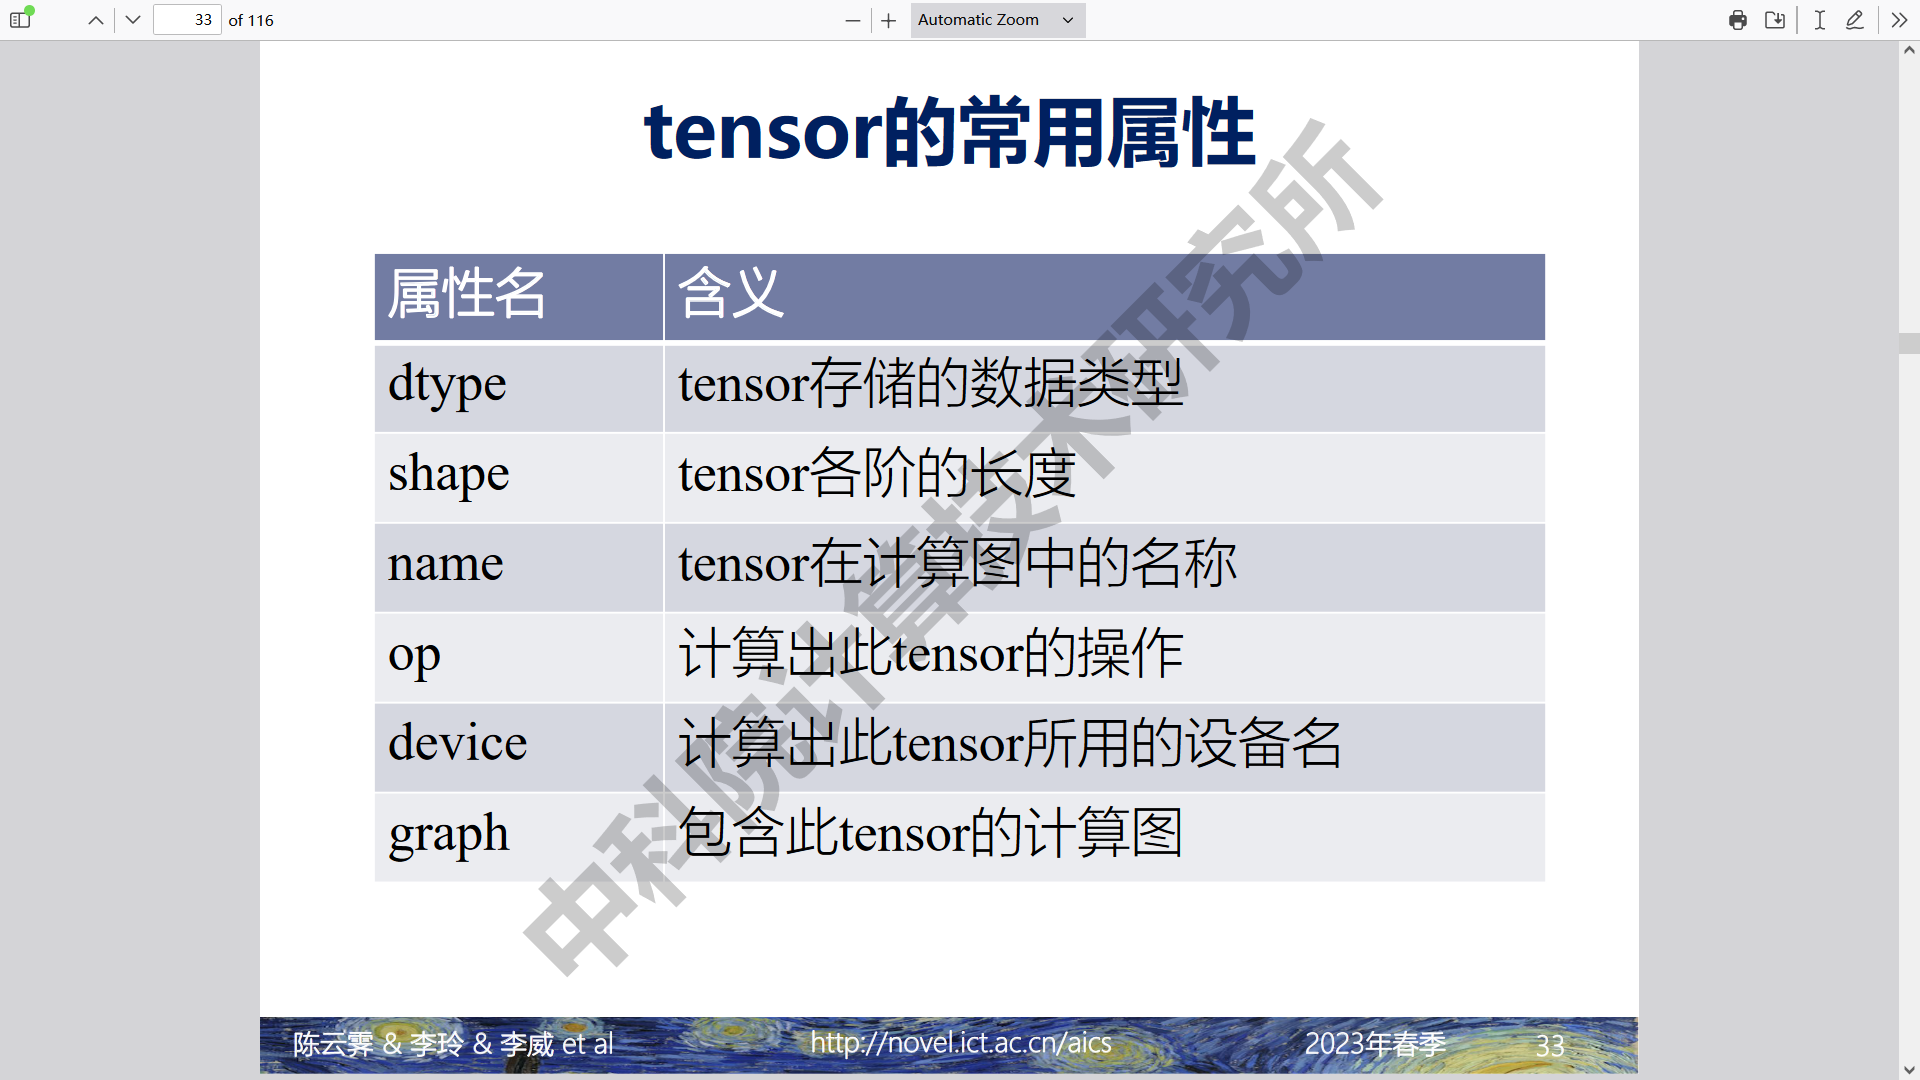 33 of 116
Automatic Zoom
tensor的常用属性
属性名 含义
dtype tensor存储的数据类型
shape tensor各阶的长度
name tensor在计算图中的名称
op 计算出此tensor的操作
device 计算出此tensor所用的设备名
graph 包含此tensor的计算图
中科院计算技术研究所
陈云霁 & 李玲 & 李威 et al http://novel.ict.ac.cn/aics 2023年春季 33